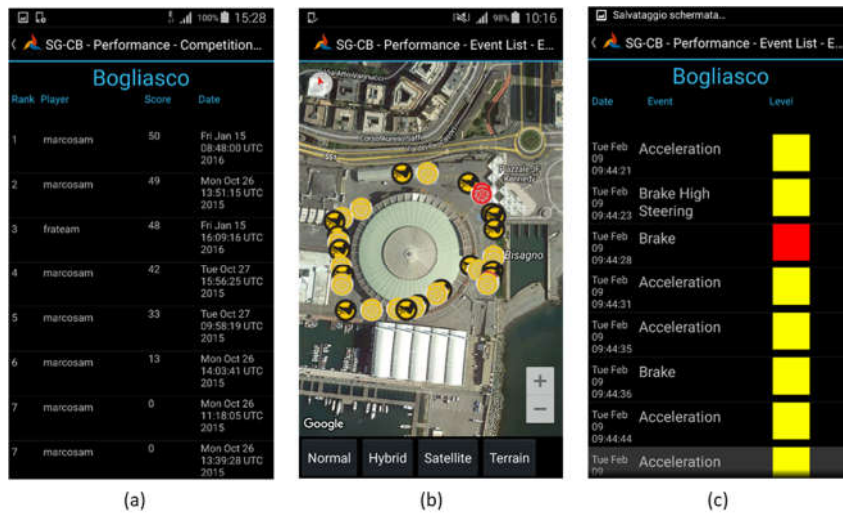 100% 15:28
SG-CB - Performance - Competition...
Bogliasco
Rank Player Score Date
1 marcosam 50 Fri Jan 15
08:48:00 UTC
2016
2 marcosam 49 Mon Oct 26
13:51:15 UTC
2015
3 frateam 48 Fri Jan 15
16:09:16 UTC
2016
4 marcosam 42 Tue Oct 27
15:56:25 UTC
2015
5 marcosam 33 Tue Oct 27
09:58:19 UTC
2015
6 marcosam 13 Mon Oct 26
14:03:41 UTC
2015
7 marcosam 0 Mon Oct 26
11:18:05 UTC
2015
7 marcosam 0 Mon Oct 26
13:39:28 UTC
2015
(a)
98% 10:16
SG-CB - Performance - Event List - E...
Corso Aurelio Saffi
SS1
Piazzale JF
Kennedy
Bisagno
+
−
Google
Normal Hybrid Satellite Terrain
(b)
Salvataggio schermata...
SG-CB - Performance - Event List - E...
Bogliasco
Date Event Level
Tue Feb
09
09:44:21
Acceleration
Tue Feb
09
09:44:23
Brake High
Steering
Tue Feb
09
09:44:28
Brake
Tue Feb
09
09:44:31
Acceleration
Tue Feb
09
09:44:35
Acceleration
Tue Feb
09
09:44:36
Brake
Tue Feb
09
09:44:44
Acceleration
Tue Feb
09
Acceleration
(c)